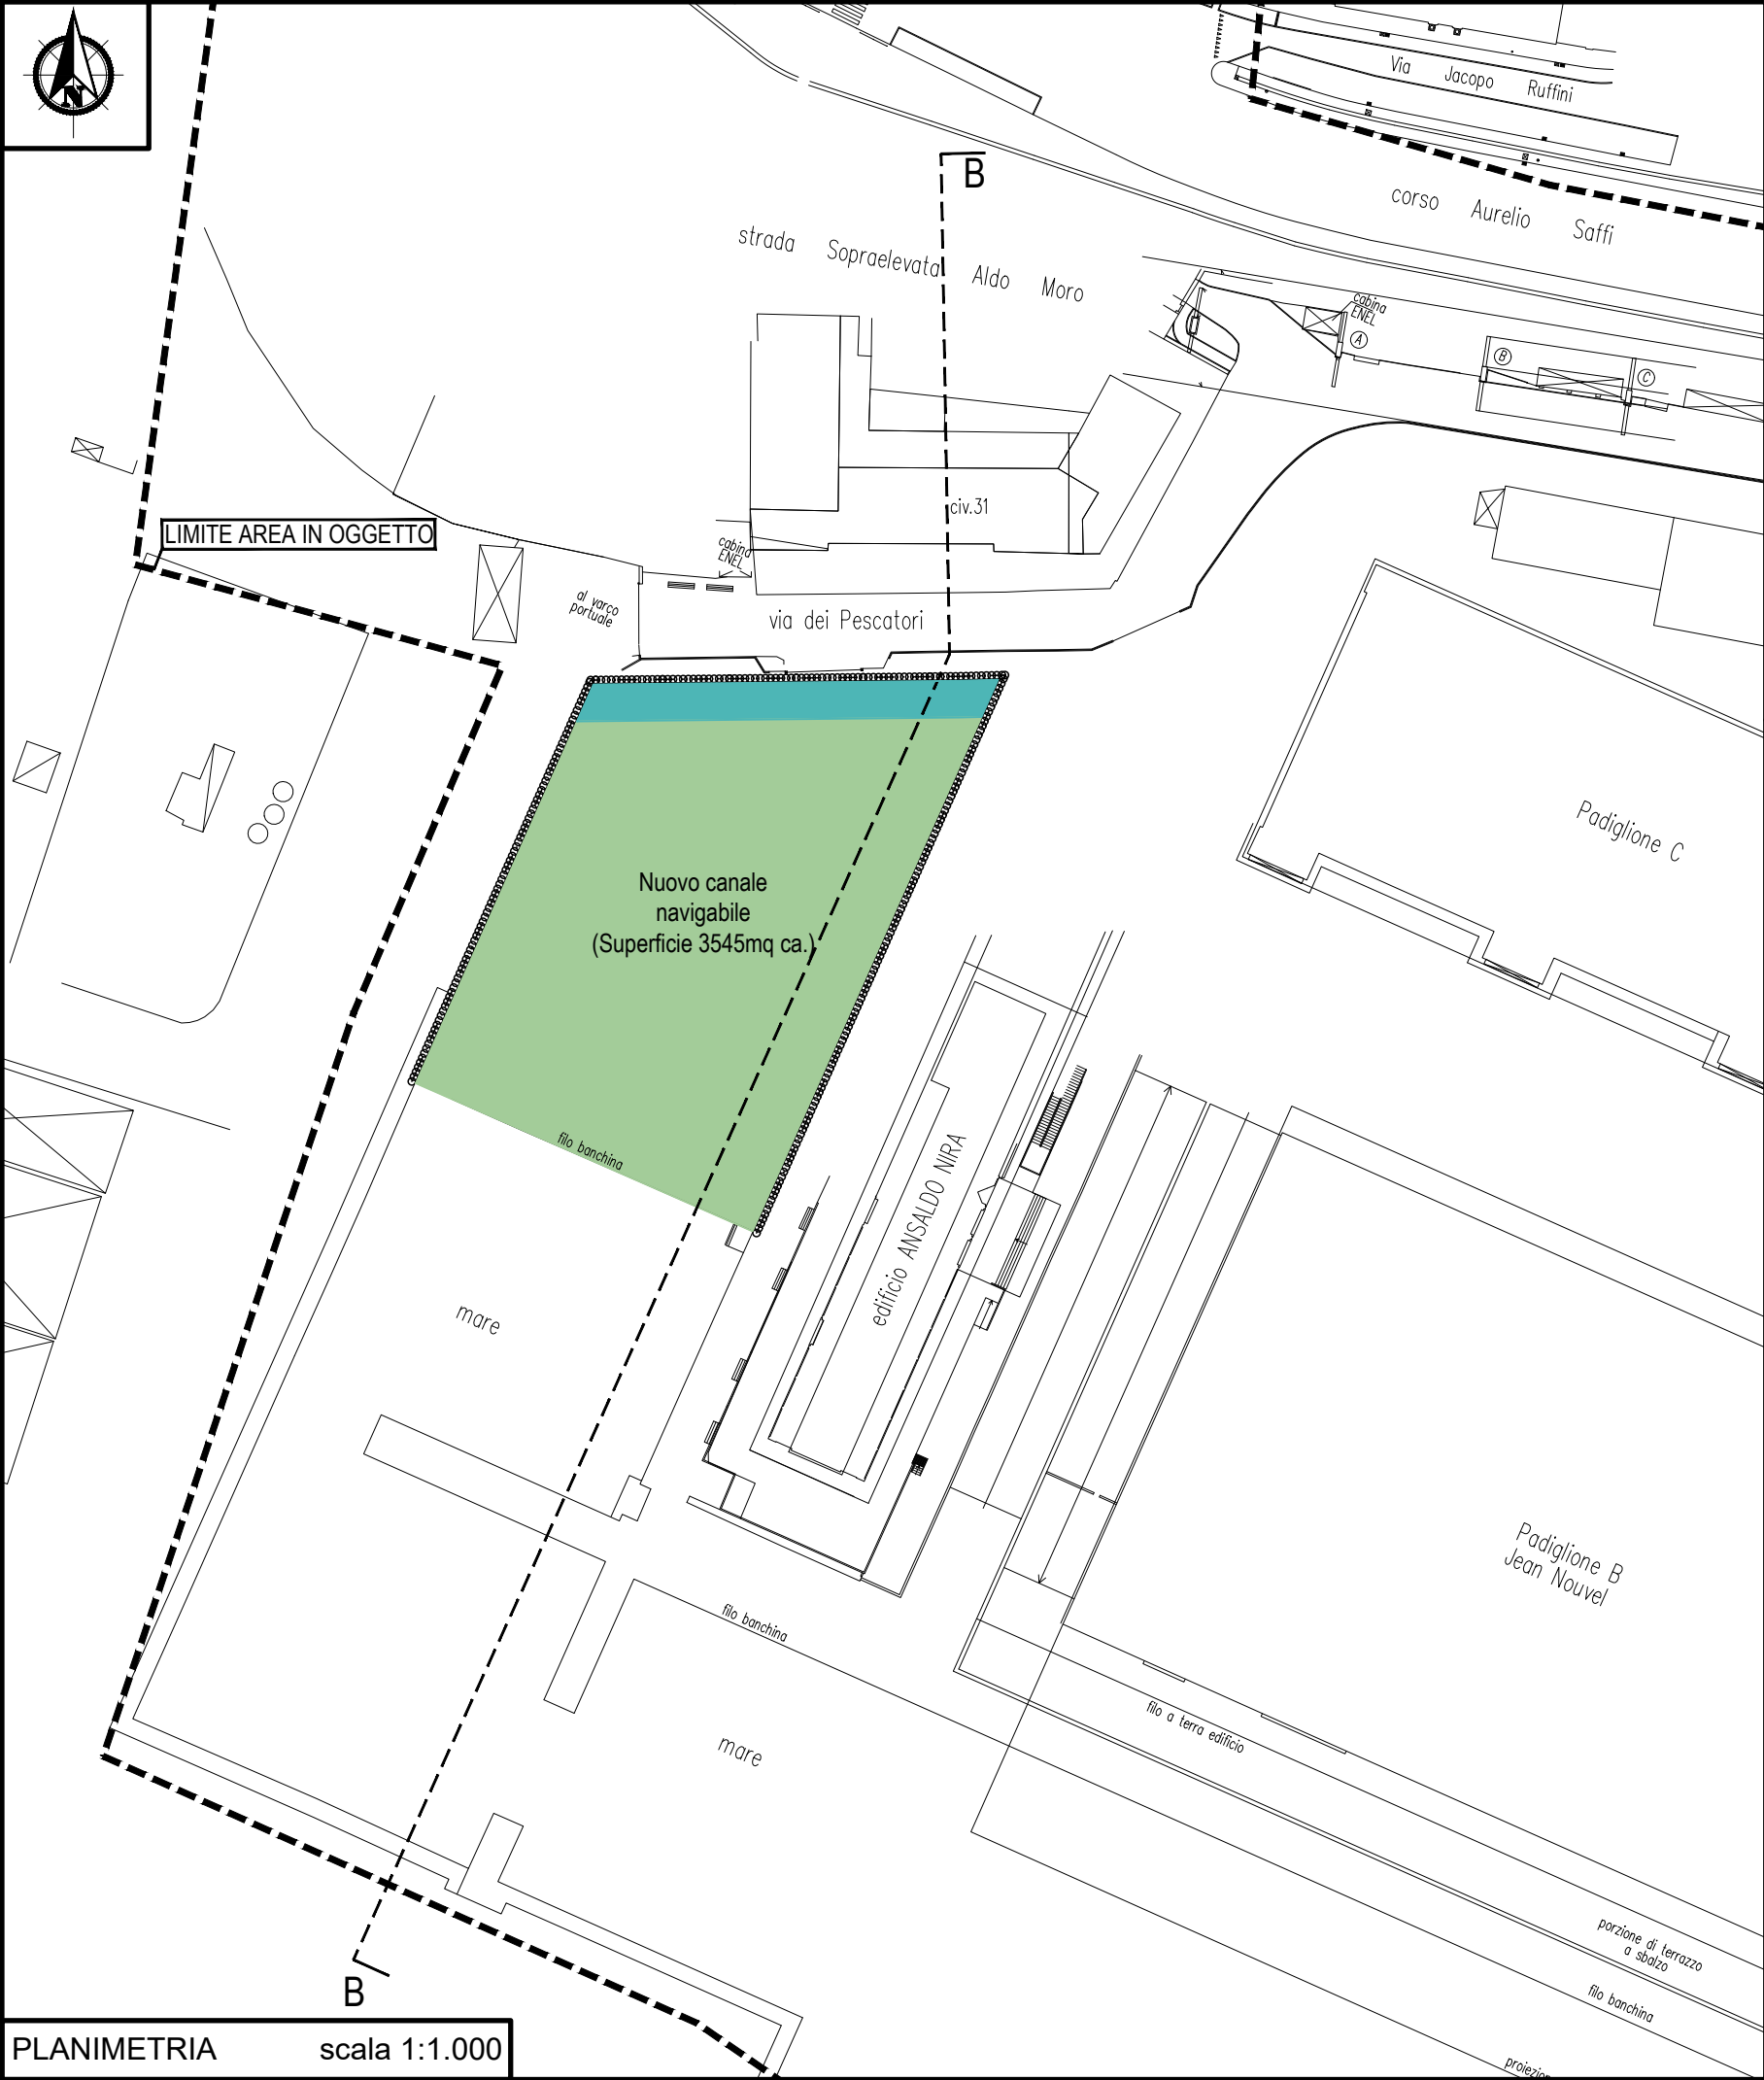 N
Via Jacopo Ruffini
B
corso Aurelio Saffi
strada Sopraelevata Aldo Moro
cabina
ENEL
A
B
C
civ.31
LIMITE AREA IN OGGETTO
cabina
ENEL
al varco
portuale
via dei Pescatori
Padiglione C
Nuovo canale
navigabile
(Superficie 3545mq ca.)
filo banchina
edificio ANSALDO NIRA
mare
Padiglione B
Jean Nouvel
filo banchina
filo a terra edificio
mare
porzione di terrazzo
a sbalzo
filo banchina
B
PLANIMETRIA scala 1:1.000